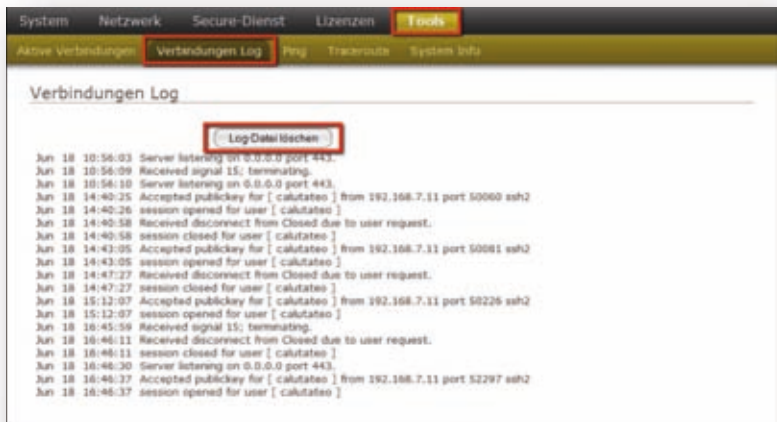 System Netzwerk Secure-Dienst Lizenzen Tools
Aktive Verbindungen Verbindungen Log Ping Traceroute System Info
Verbindungen Log
Log-Datei löschen
Jun 18 10:56:03 Server listening on 0.0.0.0 port 443.
Jun 18 10:56:09 Received signal 15; terminating.
Jun 18 10:56:10 Server listening on 0.0.0.0 port 443.
Jun 18 14:40:25 Accepted publickey for [ calutateo ] from 192.168.7.11 port 50060 ssh2
Jun 18 14:40:26 session opened for user [ calutateo ]
Jun 18 14:40:58 Received disconnect from Closed due to user request.
Jun 18 14:40:58 session closed for user [ calutateo ]
Jun 18 14:43:05 Accepted publickey for [ calutateo ] from 192.168.7.11 port 50081 ssh2
Jun 18 14:43:05 session opened for user [ calutateo ]
Jun 18 14:47:27 Received disconnect from Closed due to user request.
Jun 18 14:47:27 session closed for user [ calutateo ]
Jun 18 15:12:07 Accepted publickey for [ calutateo ] from 192.168.7.11 port 50226 ssh2
Jun 18 15:12:07 session opened for user [ calutateo ]
Jun 18 16:45:59 Received signal 15; terminating.
Jun 18 16:46:11 Received disconnect from Closed due to user request.
Jun 18 16:46:11 session closed for user [ calutateo ]
Jun 18 16:46:30 Server listening on 0.0.0.0 port 443.
Jun 18 16:46:37 Accepted publickey for [ calutateo ] from 192.168.7.11 port 52297 ssh2
Jun 18 16:46:37 session opened for user [ calutateo ]